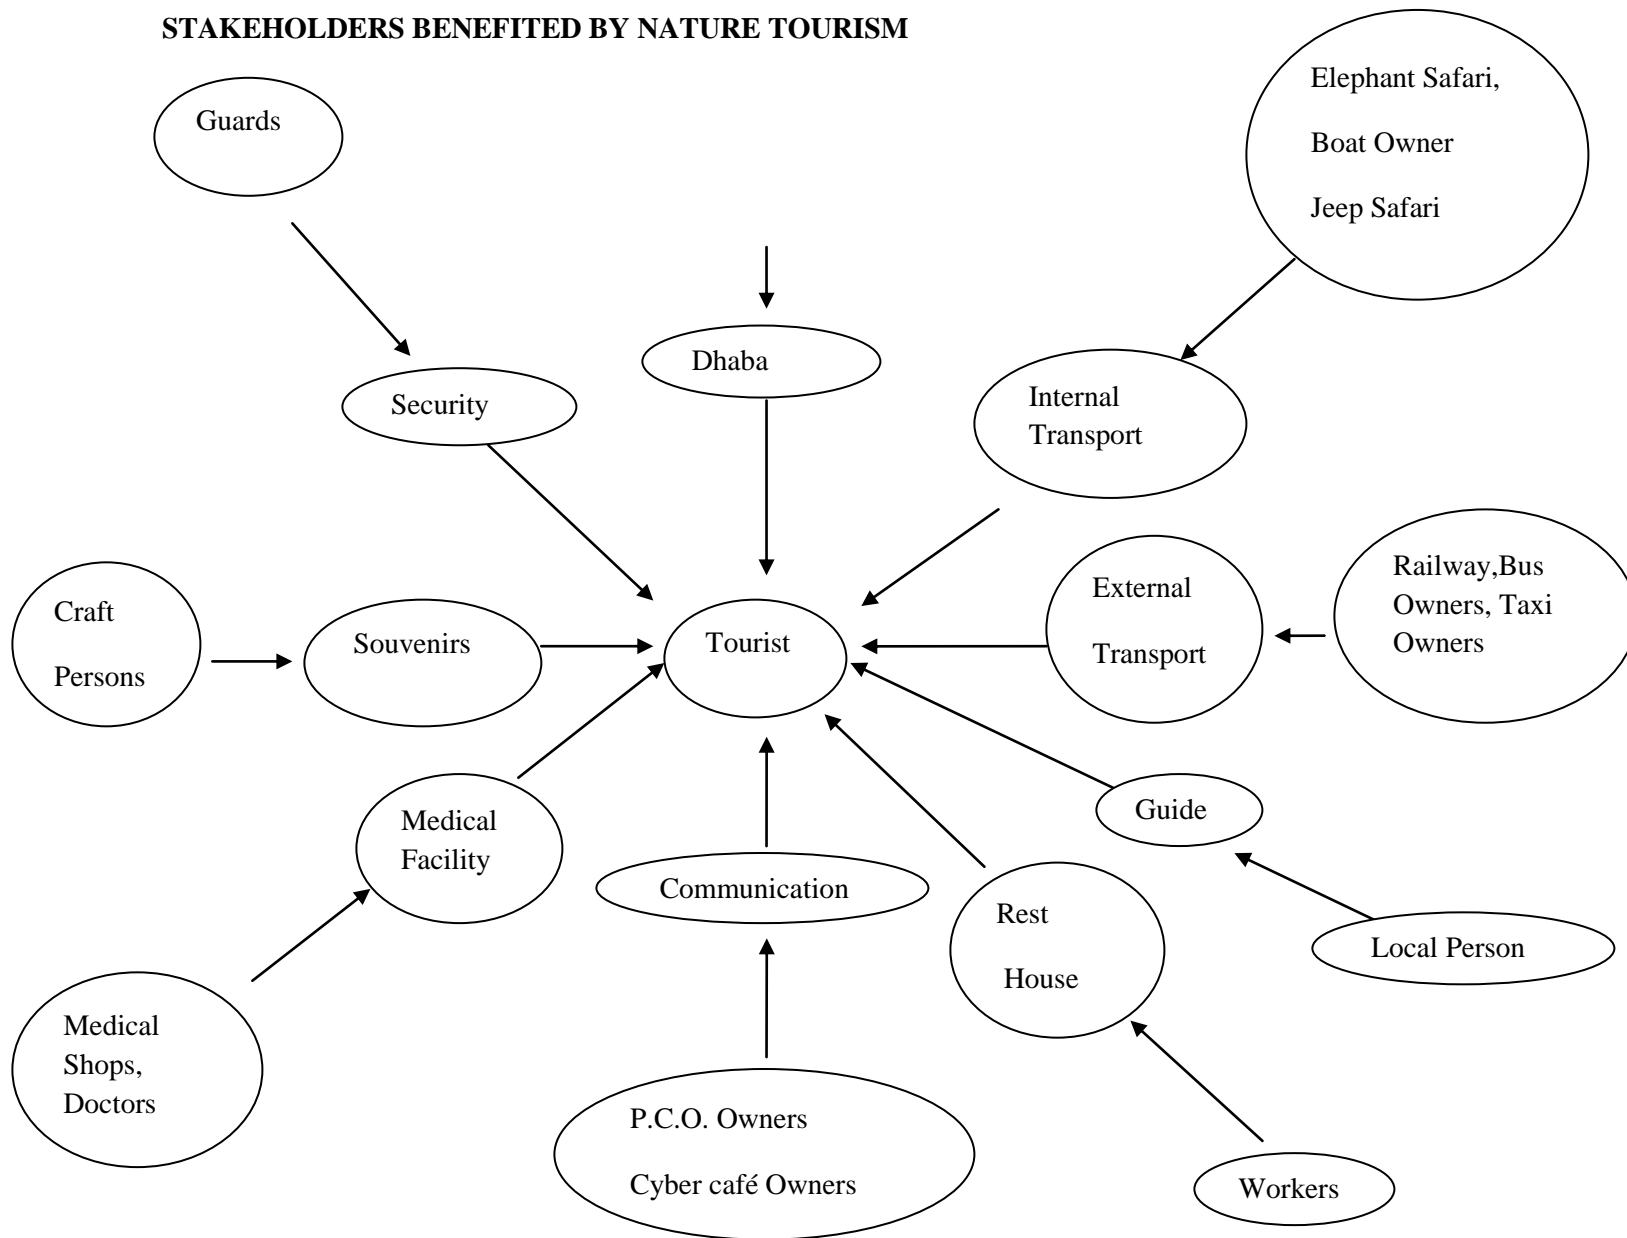 STAKEHOLDERS BENEFITED BY NATURE TOURISM
Guards
Elephant Safari,
Boat Owner
Jeep Safari
Dhaba
Security
Internal
Transport
Craft
Persons
Souvenirs
Tourist
External
Transport
Railway,Bus
Owners, Taxi
Owners
Medical
Facility
Communication
Guide
Rest
House
Local Person
Medical
Shops,
Doctors
P.C.O. Owners
Cyber café Owners
Workers